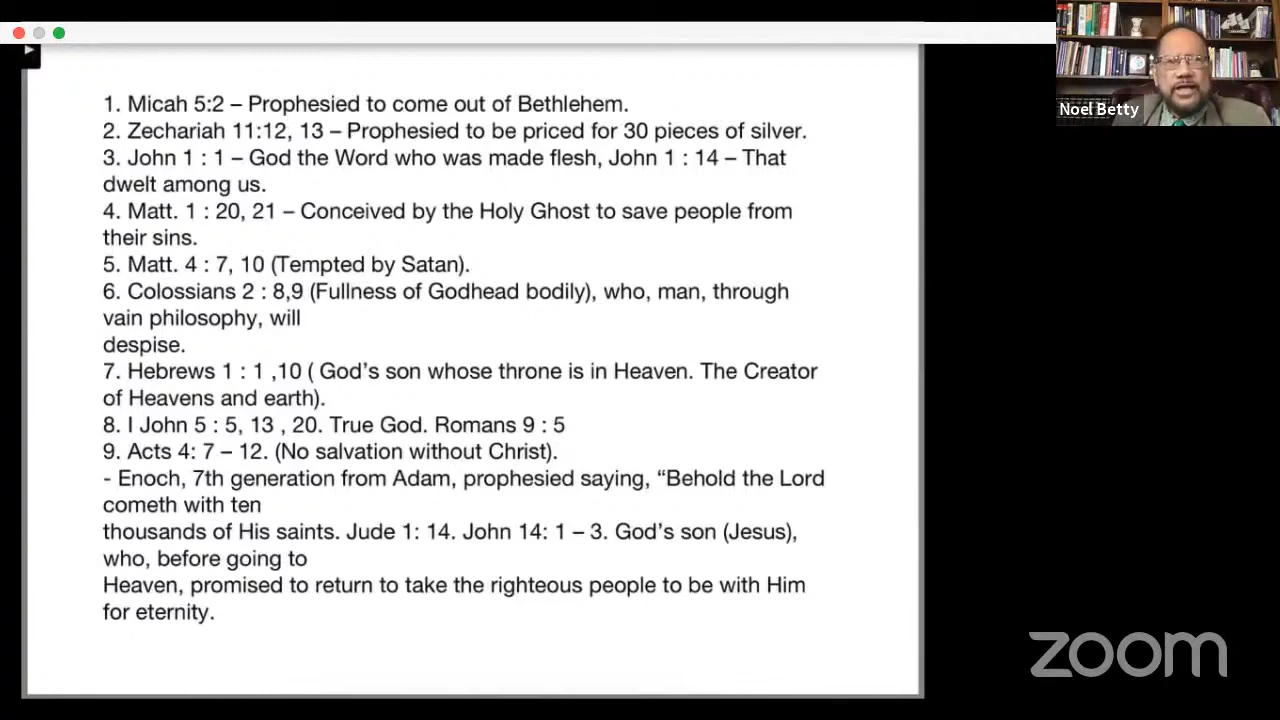 1. Micah 5:2 – Prophesied to come out of Bethlehem.
2. Zechariah 11:12, 13 – Prophesied to be priced for 30 pieces of silver.
3. John 1 : 1 – God the Word who was made flesh, John 1 : 14 – That
dwelt among us.
4. Matt. 1 : 20, 21 – Conceived by the Holy Ghost to save people from
their sins.
5. Matt. 4 : 7, 10 (Tempted by Satan).
6. Colossians 2 : 8,9 (Fullness of Godhead bodily), who, man, through
vain philosophy, will
despise.
7. Hebrews 1 : 1 ,10 ( God’s son whose throne is in Heaven. The Creator
of Heavens and earth).
8. I John 5 : 5, 13 , 20. True God. Romans 9 : 5
9. Acts 4: 7 – 12. (No salvation without Christ).
- Enoch, 7th generation from Adam, prophesied saying, “Behold the Lord
cometh with ten
thousands of His saints. Jude 1: 14. John 14: 1 – 3. God’s son (Jesus),
who, before going to
Heaven, promised to return to take the righteous people to be with Him
for eternity.
Noel Betty
zoom